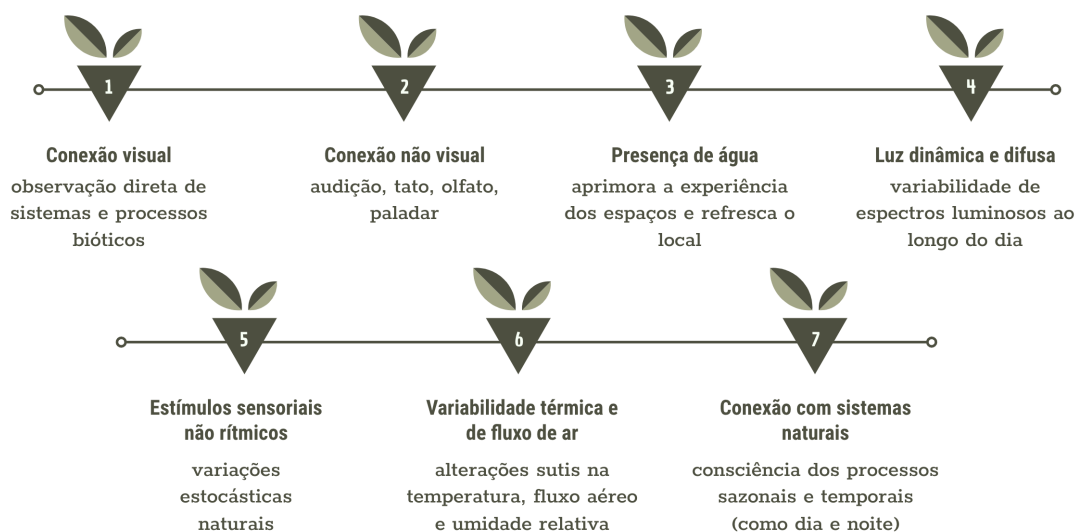 1
2
3
4
Conexão visual
observação direta de
sistemas e processos
bióticos
Conexão não visual
audição, tato, olfato,
paladar
Presença de água
aprimora a experiência
dos espaços e refresca o
local
Luz dinâmica e difusa
variabilidade de
espectros luminosos ao
longo do dia
5
6
7
Estímulos sensoriais
não rítmicos
variações
estocásticas
naturais
Variabilidade térmica e
de fluxo de ar
alterações sutis na
temperatura, fluxo aéreo
e umidade relativa
Conexão com sistemas
naturais
consciência dos processos
sazonais e temporais
(como dia e noite)